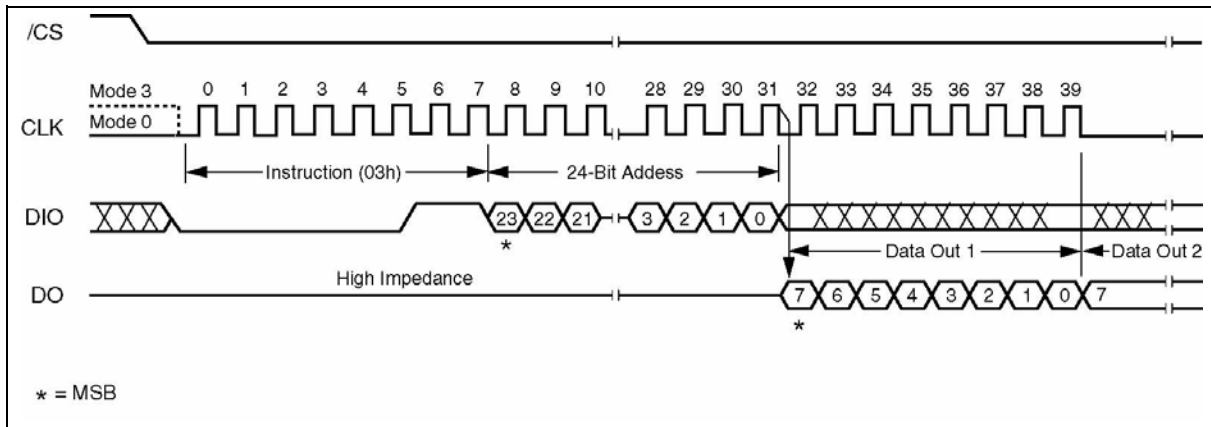 /CS
Mode 3
0 1 2 3 4 5 6 7 8 9 10 28 29 30 31 32 33 34 35 36 37 38 39
Mode 0
CLK
Instruction (03h)
24-Bit Addess
DIO
23 22 21 3 2 1 0
*
Data Out 1
Data Out 2
High Impedance
DO
7 6 5 4 3 2 1 0 7
*
* = MSB